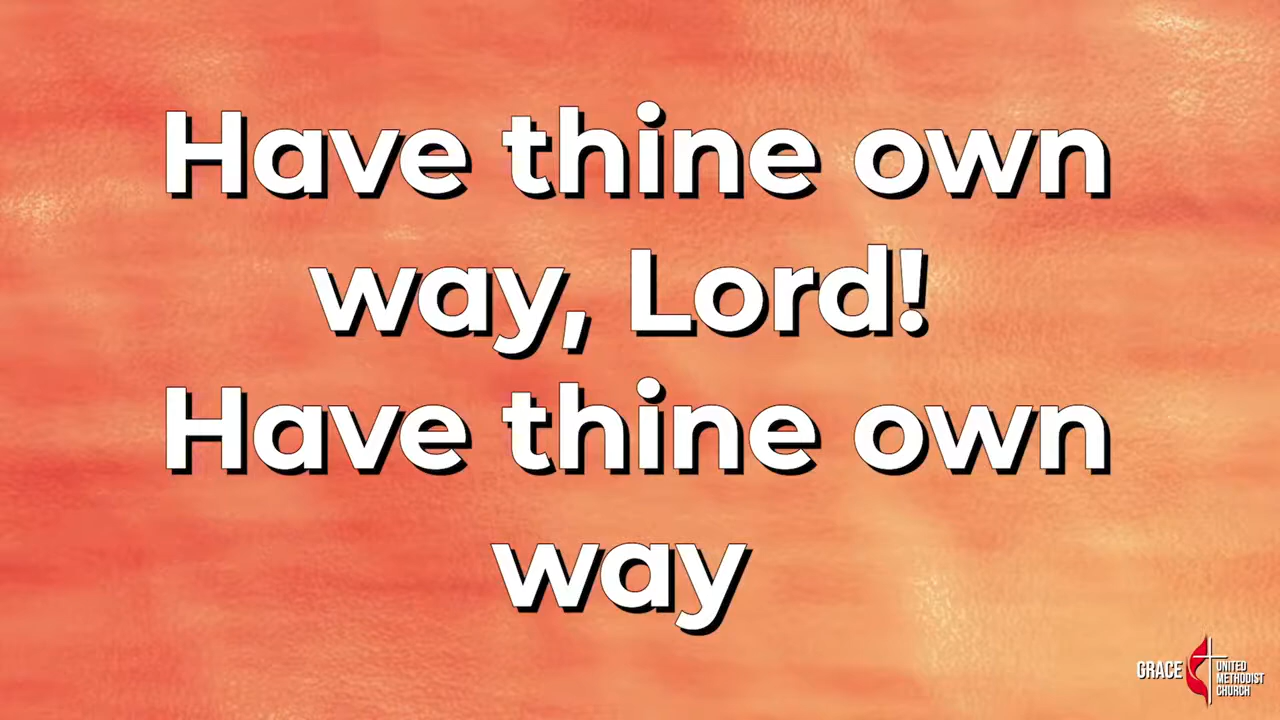 Have thine own
way, Lord!
Have thine own
way
GRACE
UNITED
METHODIST
CHURCH